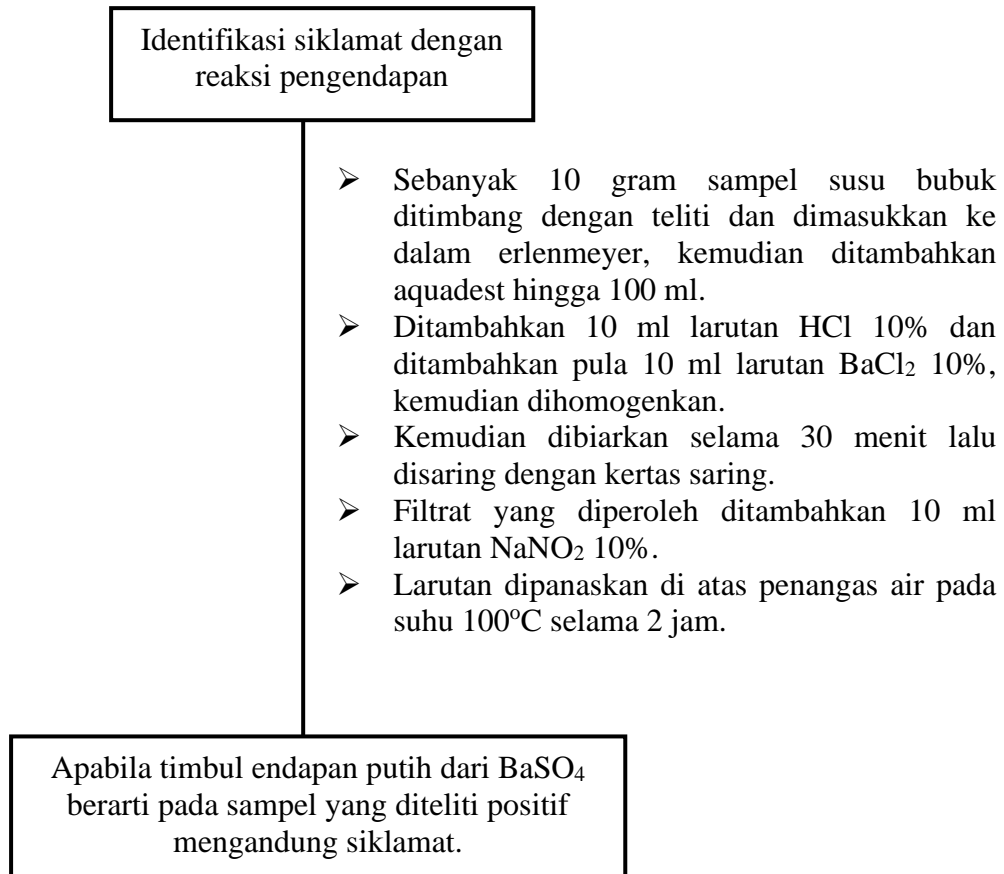 Identifikasi siklamat dengan
reaksi pengendapan
➢ Sebanyak 10 gram sampel susu bubuk
ditimbang dengan teliti dan dimasukkan ke
dalam erlenmeyer, kemudian ditambahkan
aquadest hingga 100 ml.
➢ Ditambahkan 10 ml larutan HCl 10% dan
ditambahkan pula 10 ml larutan BaCl₂ 10%,
kemudian dihomogenkan.
➢ Kemudian dibiarkan selama 30 menit lalu
disaring dengan kertas saring.
➢ Filtrat yang diperoleh ditambahkan 10 ml
larutan NaNO₂ 10%.
➢ Larutan dipanaskan di atas penangas air pada
suhu 100°C selama 2 jam.
Apabila timbul endapan putih dari BaSO₄
berarti pada sampel yang diteliti positif
mengandung siklamat.